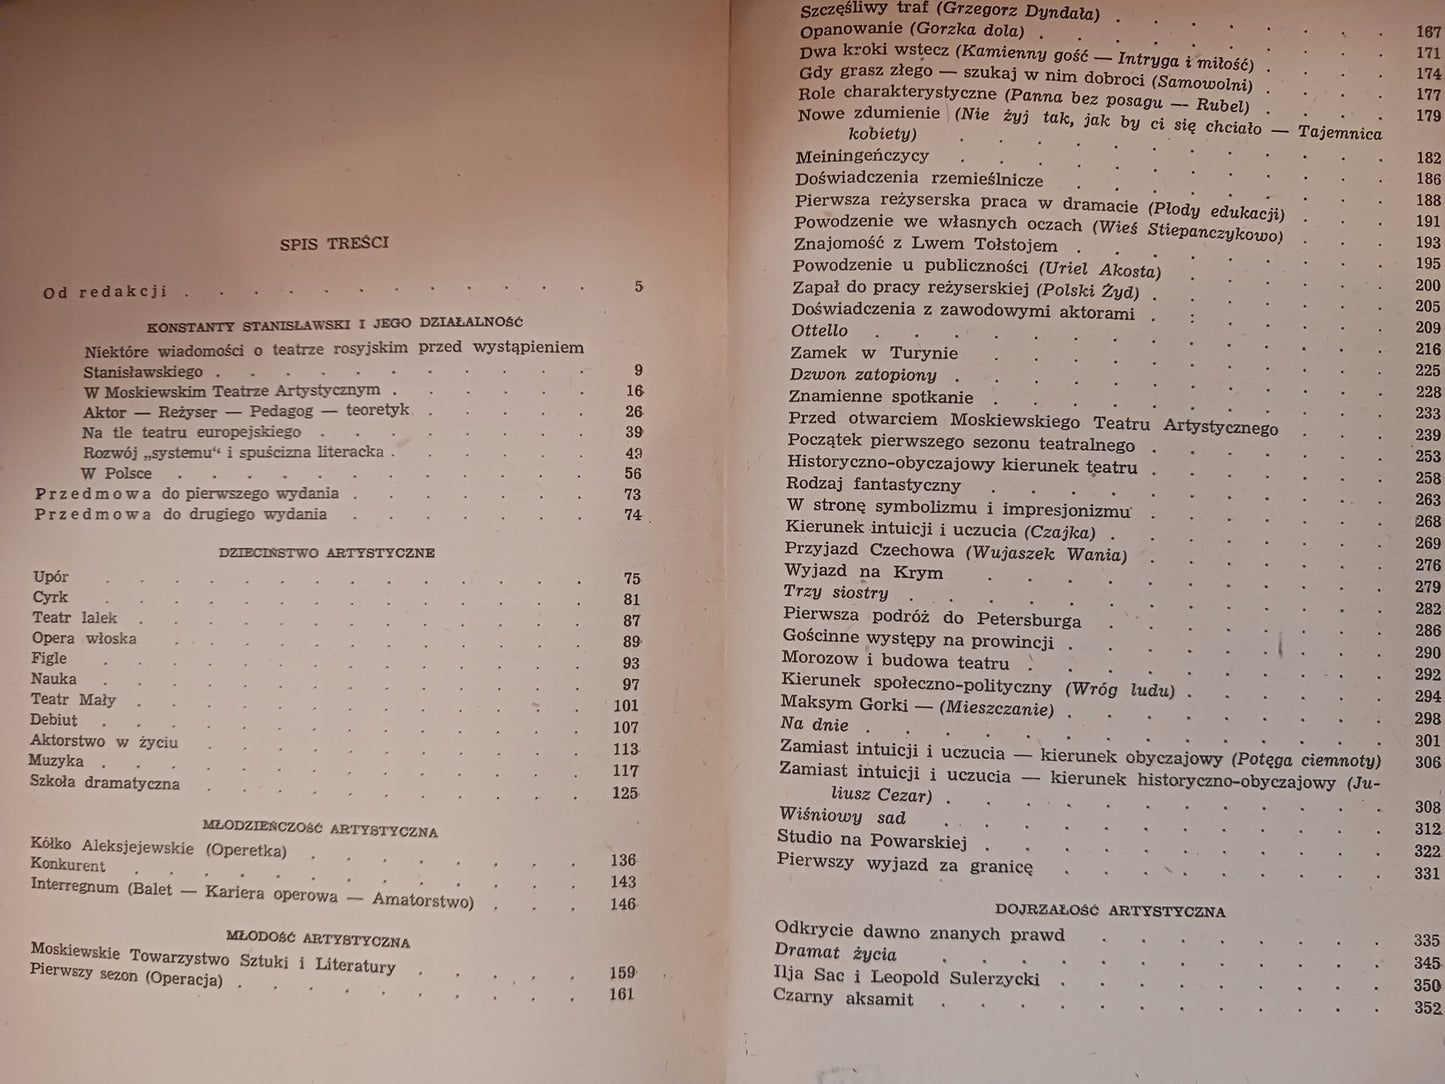 SPIS TREŚCI
Od redakcji . . . . . . . . . . . . 5
KONSTANTY STANISŁAWSKI I JEGO DZIAŁALNOŚĆ
Niektóre wiadomości o teatrze rosyjskim przed wystąpieniem
Stanisławskiego . . . . . . . . . . . 9
W Moskiewskim Teatrze Artystycznym . . . . . . 16
Aktor — Reżyser — Pedagog — teoretyk . . . . . 26
Na tle teatru europejskiego . . . . . . . . 39
Rozwój „systemu“ i spuścizna literacka . . . . . . 49
W Polsce . . . . . . . . . . . . 56
Przedmowa do pierwszego wydania . . . . . . . 73
Przedmowa do drugiego wydania . . . . . . . 74
DZIECIŃSTWO ARTYSTYCZNE
Upór . . . . . . . . . . . . . . 75
Cyrk . . . . . . . . . . . . . . 81
Teatr lalek . . . . . . . . . . . . . 87
Opera włoska . . . . . . . . . . . . 89
Figle . . . . . . . . . . . . . . 93
Nauka . . . . . . . . . . . . . . 97
Teatr Mały . . . . . . . . . . . . . 101
Debiut . . . . . . . . . . . . . . 107
Aktorstwo w życiu . . . . . . . . . . . 113
Muzyka . . . . . . . . . . . . . . 117
Szkoła dramatyczna . . . . . . . . . . . 125
MŁODZIEŃCZOŚĆ ARTYSTYCZNA
Kółko Aleksjejewskie (Operetka) . . . . . . . . 136
Konkurent . . . . . . . . . . . . . 143
Interregnum (Balet — Kariera operowa — Amatorstwo) . . . 146
MŁODOŚĆ ARTYSTYCZNA
Moskiewskie Towarzystwo Sztuki i Literatury . . . . . 159
Pierwszy sezon (Operacja) . . . . . . . . . . 161
Szczęśliwy traf (Grzegorz Dyndała) . . . . . . . . 167
Opanowanie (Gorzka dola) . . . . . . . . . . 171
Dwa kroki wstecz (Kamienny gość — Intryga i miłość) . . . . 174
Gdy grasz złego — szukaj w nim dobroci (Samowolni) . . . . 177
Role charakterystyczne (Panna bez posagu — Rubel) . . . . 179
Nowe zdumienie (Nie żyj tak, jak by ci się chciało — Tajemnica
kobiety) . . . . . . . . . . . . 182
Meiningeńczycy . . . . . . . . . . . . 186
Doświadczenia rzemieślnicze . . . . . . . . . 188
Pierwsza reżyserska praca w dramacie (Płody edukacji) . . . 191
Powodzenie we własnych oczach (Wieś Stiepanczykowo) . . . 193
Znajomość z Lwem Tołstojem . . . . . . . . . 195
Powodzenie u publiczności (Uriel Akosta) . . . . . . 200
Zapał do pracy reżyserskiej (Polski Żyd) . . . . . . . 205
Doświadczenia z zawodowymi aktorami . . . . . . . 209
Ottello . . . . . . . . . . . . . . 216
Zamek w Turynie . . . . . . . . . . . 225
Dzwon zatopiony . . . . . . . . . . . . 228
Znamienne spotkanie . . . . . . . . . . . 233
Przed otwarciem Moskiewskiego Teatru Artystycznego . . . 239
Początek pierwszego sezonu teatralnego . . . . . . . 253
Historyczno-obyczajowy kierunek teatru . . . . . . . 258
Rodzaj fantastyczny . . . . . . . . . . . 263
W stronę symbolizmu i impresjonizmu . . . . . . . 268
Kierunek intuicji i uczucia (Czajka) . . . . . . . . 269
Przyjazd Czechowa (Wujaszek Wania) . . . . . . . 276
Wyjazd na Krym . . . . . . . . . . . 279
Trzy siostry . . . . . . . . . . . . . 282
Pierwsza podróż do Petersburga . . . . . . . . 286
Gościnne występy na prowincji . . . . . . . . . 290
Morozow i budowa teatru . . . . . . . . . . 292
Kierunek społeczno-polityczny (Wróg ludu) . . . . . . 294
Maksym Gorki — (Mieszczanie) . . . . . . . . . 298
Na dnie . . . . . . . . . . . . . . 301
Zamiast intuicji i uczucia — kierunek obyczajowy (Potęga ciemnoty) 306
Zamiast intuicji i uczucia — kierunek historyczno-obyczajowy (Ju-
liusz Cezar) . . . . . . . . . . . . 308
Wiśniowy sad . . . . . . . . . . . . 312
Studio na Powarskiej . . . . . . . . . . . 322
Pierwszy wyjazd za granicę . . . . . . . . . 331
DOJRZAŁOŚĆ ARTYSTYCZNA
Odkrycie dawno znanych prawd . . . . . . . . 335
Dramat życia . . . . . . . . . . . . 345
Ilja Sac i Leopold Sulerzycki . . . . . . . . . 350
Czarny aksamit . . . . . . . . . . . . 352